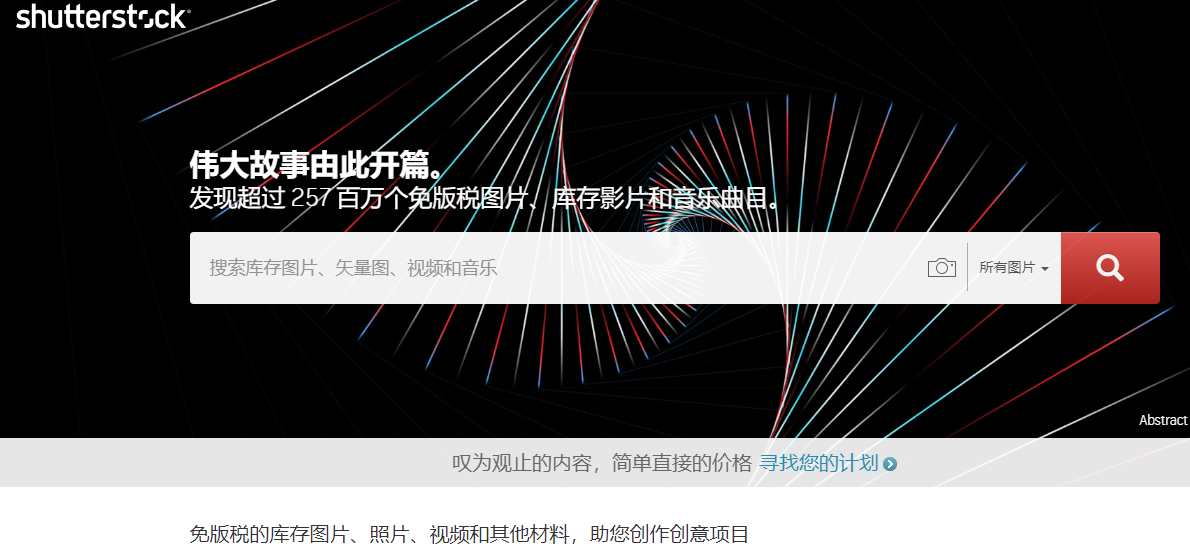 shutterstock
伟大故事由此开篇。
发现超过 257 百万个免版税图片、库存影片和音乐曲目。
搜索库存图片、矢量图、视频和音乐
所有图片
Abstract
叹为观止的内容，简单直接的价格 寻找您的计划
免版税的库存图片、照片、视频和其他材料，助您创作创意项目